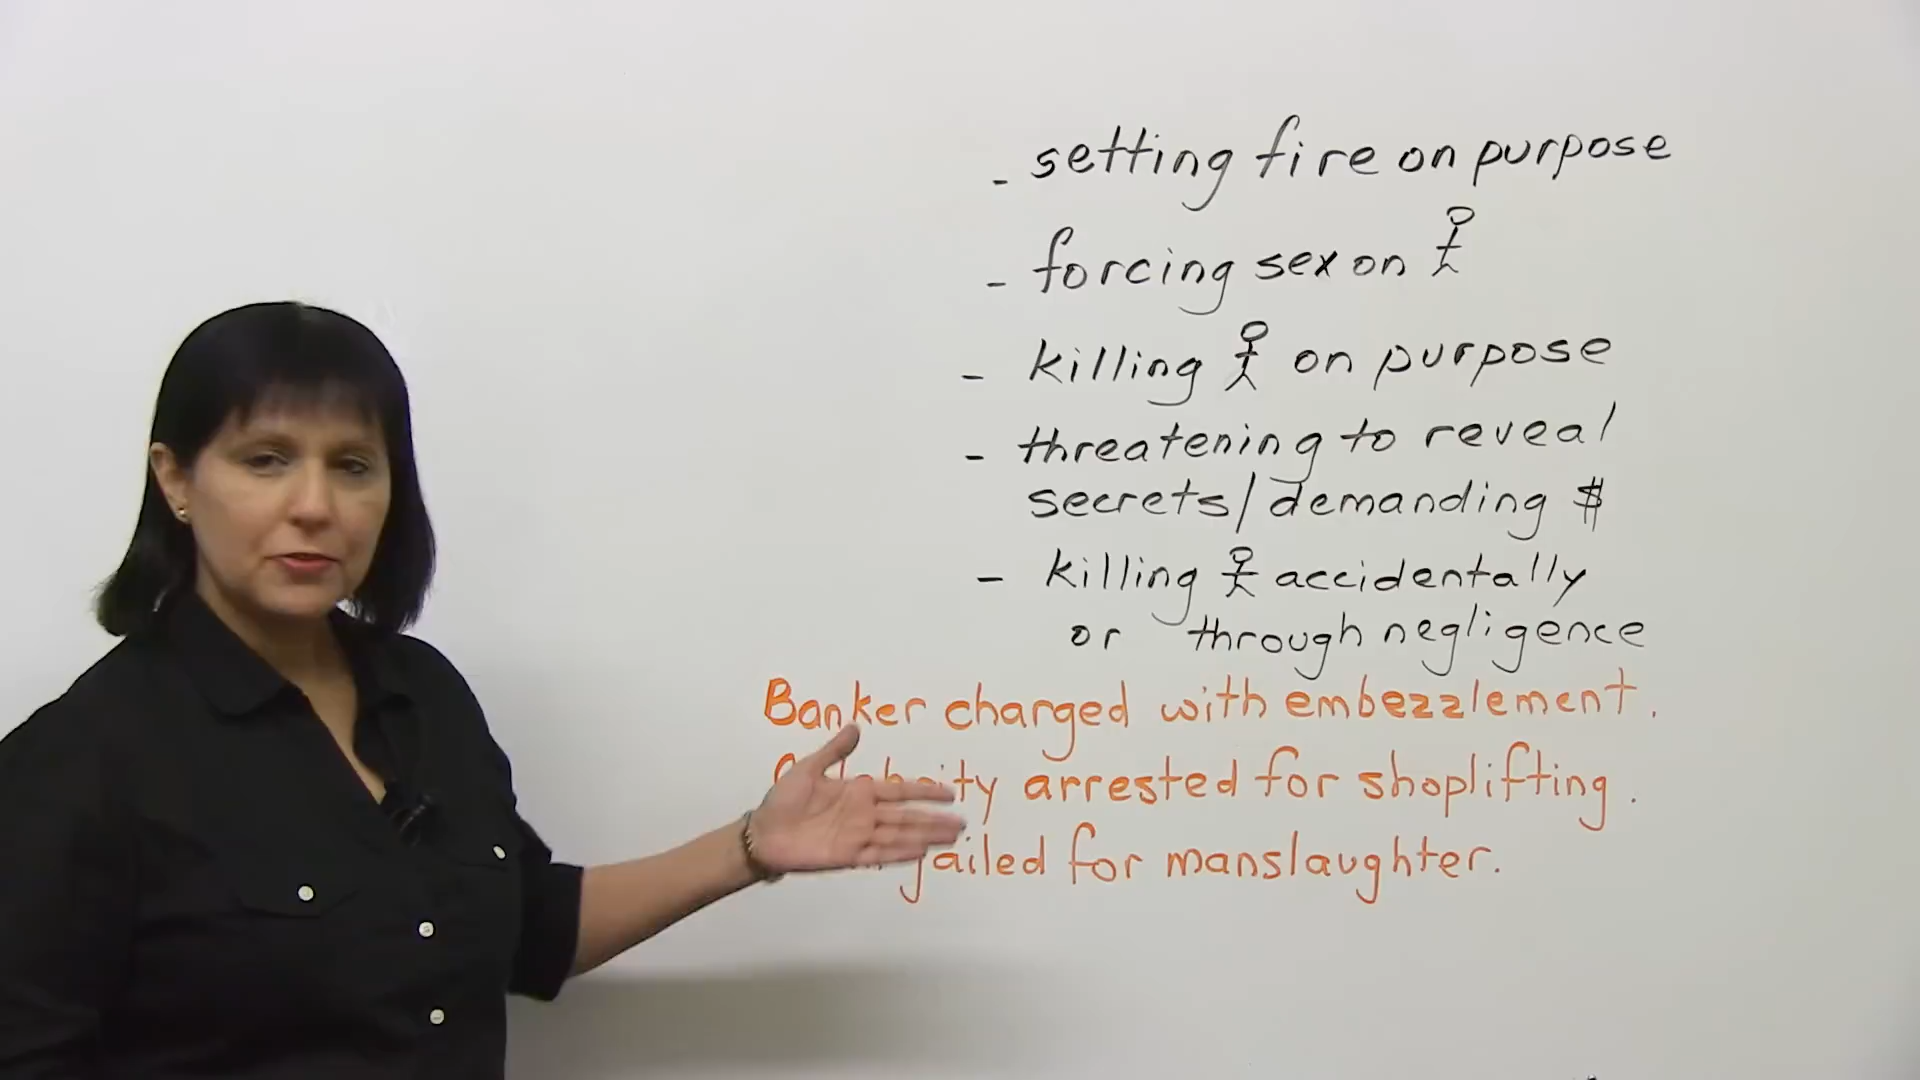 - setting fire on purpose
- forcing sex on
- killing on purpose
- threatening to reveal
secrets/demanding $
- killing accidentally
or through negligence
Banker charged with embezzlement.
arrested for shoplifting.
jailed for manslaughter.